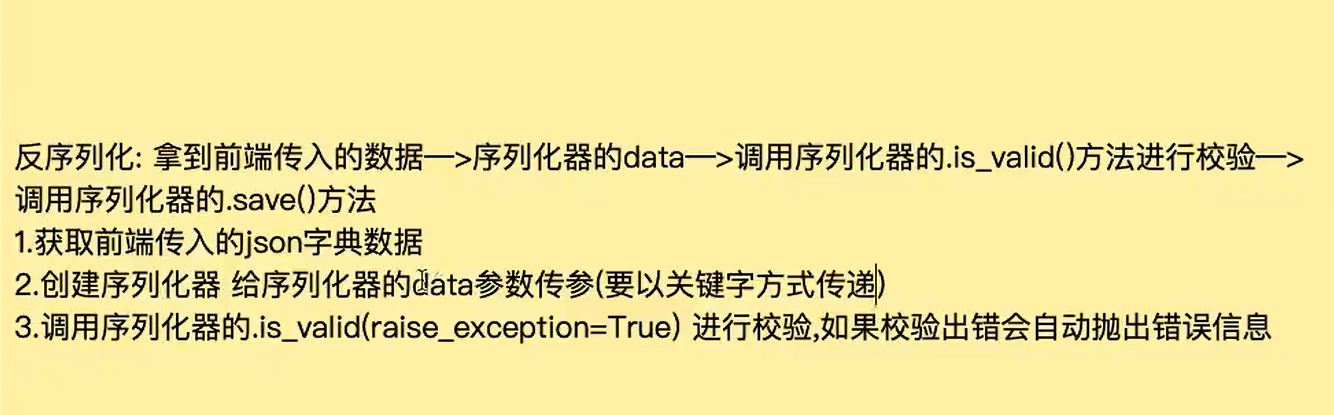 反序列化: 拿到前端传入的数据—>序列化器的data—>调用序列化器的.is_valid()方法进行校验—>
调用序列化器的.save()方法
1.获取前端传入的json字典数据
2.创建序列化器 给序列化器的data参数传参(要以关键字方式传递)
3.调用序列化器的.is_valid(raise_exception=True) 进行校验,如果校验出错会自动抛出错误信息